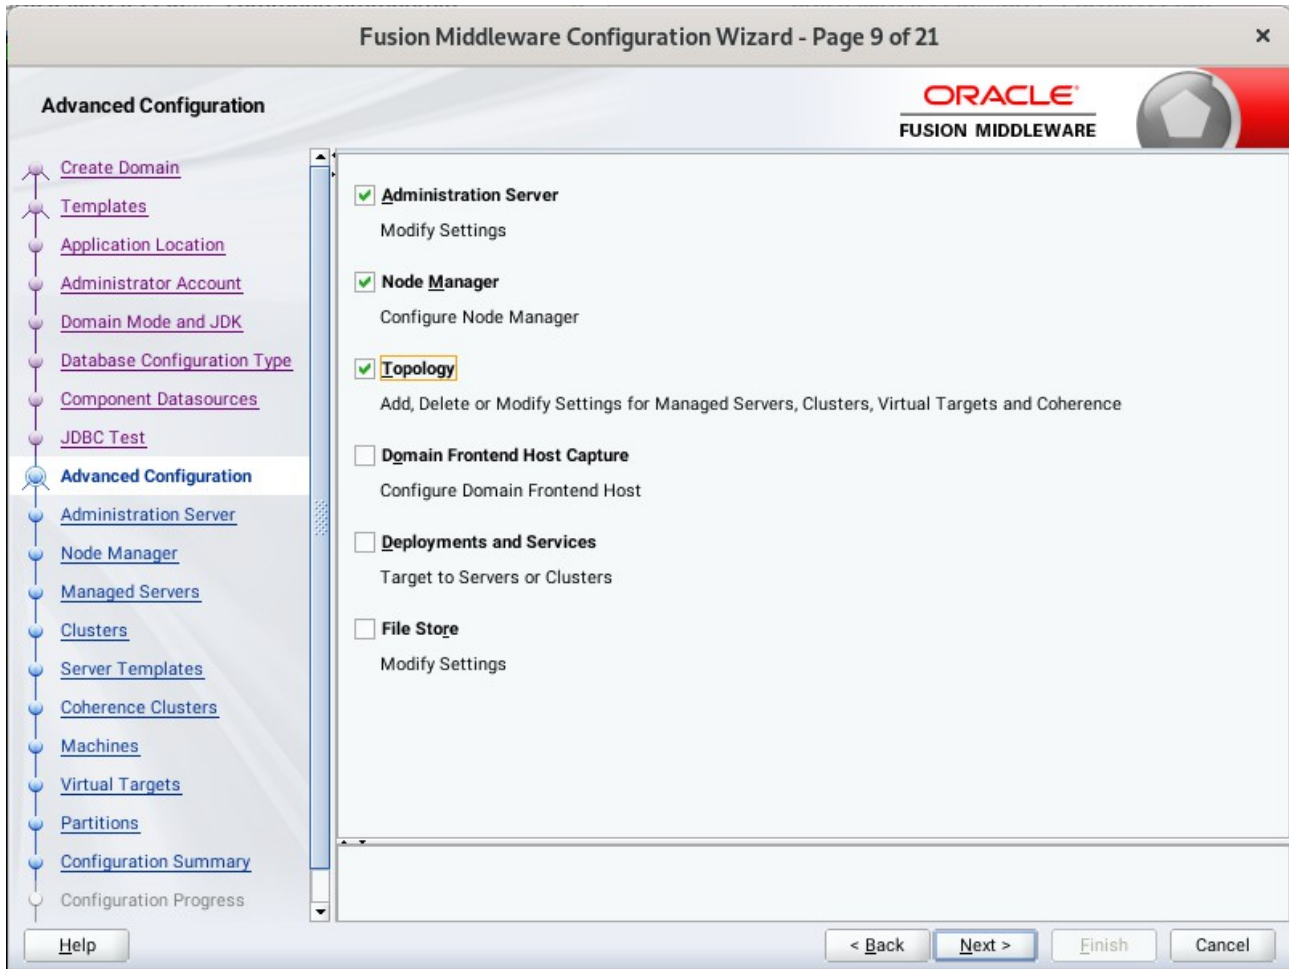 Fusion Middleware Configuration Wizard - Page 9 of 21
Advanced Configuration
ORACLE
FUSION MIDDLEWARE
Create Domain
Templates
Application Location
Administrator Account
Domain Mode and JDK
Database Configuration Type
Component Datasources
JDBC Test
Advanced Configuration
Administration Server
Node Manager
Managed Servers
Clusters
Server Templates
Coherence Clusters
Machines
Virtual Targets
Partitions
Configuration Summary
Configuration Progress
Administration Server
Modify Settings
Node Manager
Configure Node Manager
Topology
Add, Delete or Modify Settings for Managed Servers, Clusters, Virtual Targets and Coherence
Domain Frontend Host Capture
Configure Domain Frontend Host
Deployments and Services
Target to Servers or Clusters
File Store
Modify Settings
Help
< Back
Next >
Finish
Cancel